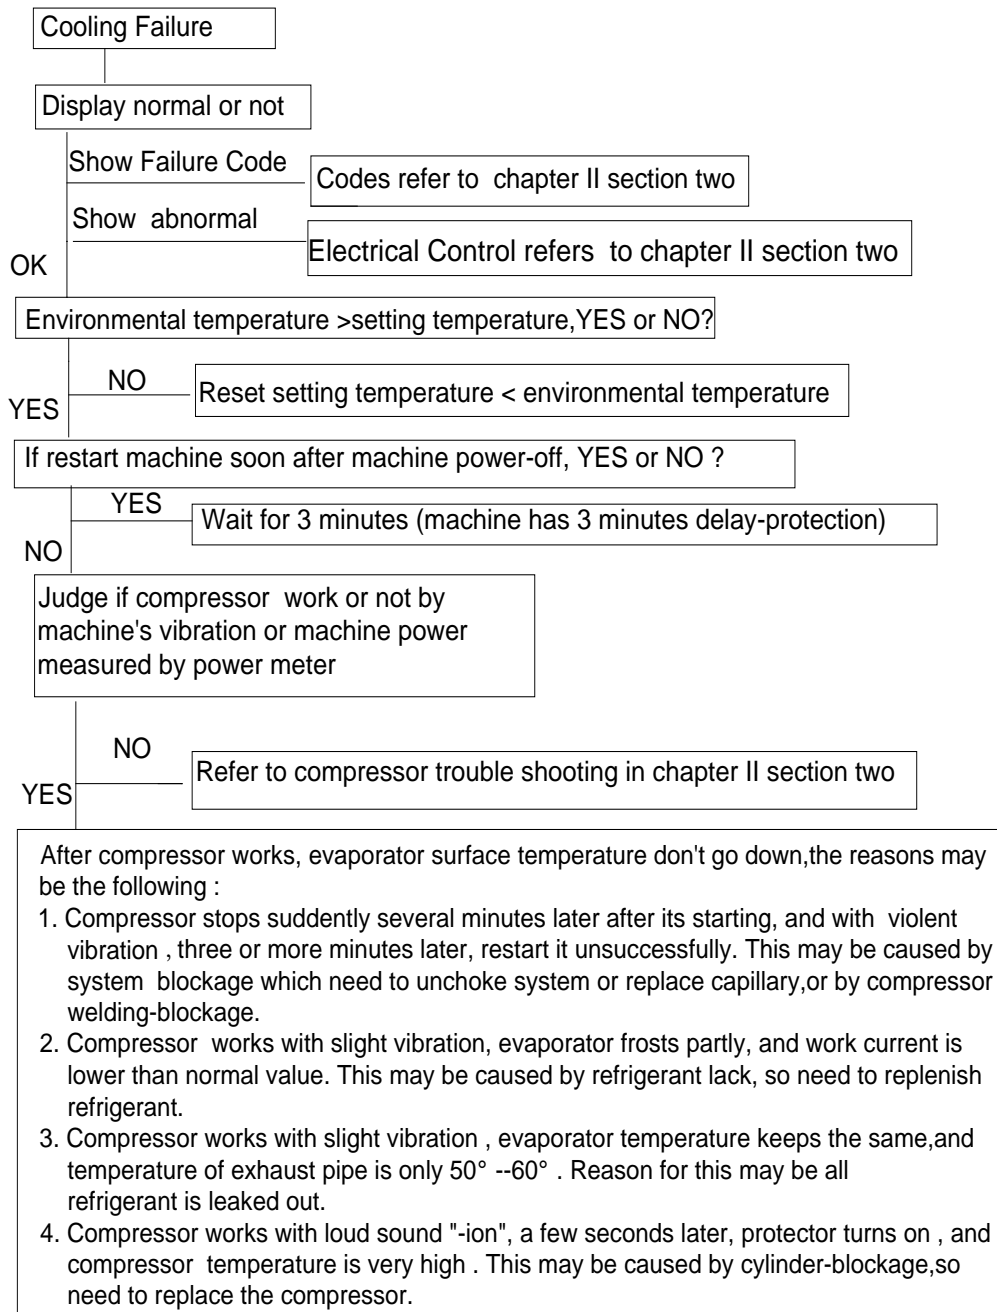 Cooling Failure
Display normal or not
Show Failure Code
Codes refer to chapter II section two
Show abnormal
Electrical Control refers to chapter II section two
OK
Environmental temperature >setting temperature,YES or NO?
NO
Reset setting temperature < environmental temperature
YES
If restart machine soon after machine power-off, YES or NO ?
YES
Wait for 3 minutes (machine has 3 minutes delay-protection)
NO
Judge if compressor work or not by
machine's vibration or machine power
measured by power meter
NO
Refer to compressor trouble shooting in chapter II section two
YES
After compressor works, evaporator surface temperature don't go down,the reasons may
be the following :
1. Compressor stops suddently several minutes later after its starting, and with violent
vibration , three or more minutes later, restart it unsuccessfully. This may be caused by
system blockage which need to unchoke system or replace capillary,or by compressor
welding-blockage.
2. Compressor works with slight vibration, evaporator frosts partly, and work current is
lower than normal value. This may be caused by refrigerant lack, so need to replenish
refrigerant.
3. Compressor works with slight vibration , evaporator temperature keeps the same,and
temperature of exhaust pipe is only 50° --60° . Reason for this may be all
refrigerant is leaked out.
4. Compressor works with loud sound "-ion", a few seconds later, protector turns on , and
compressor temperature is very high . This may be caused by cylinder-blockage,so
need to replace the compressor.